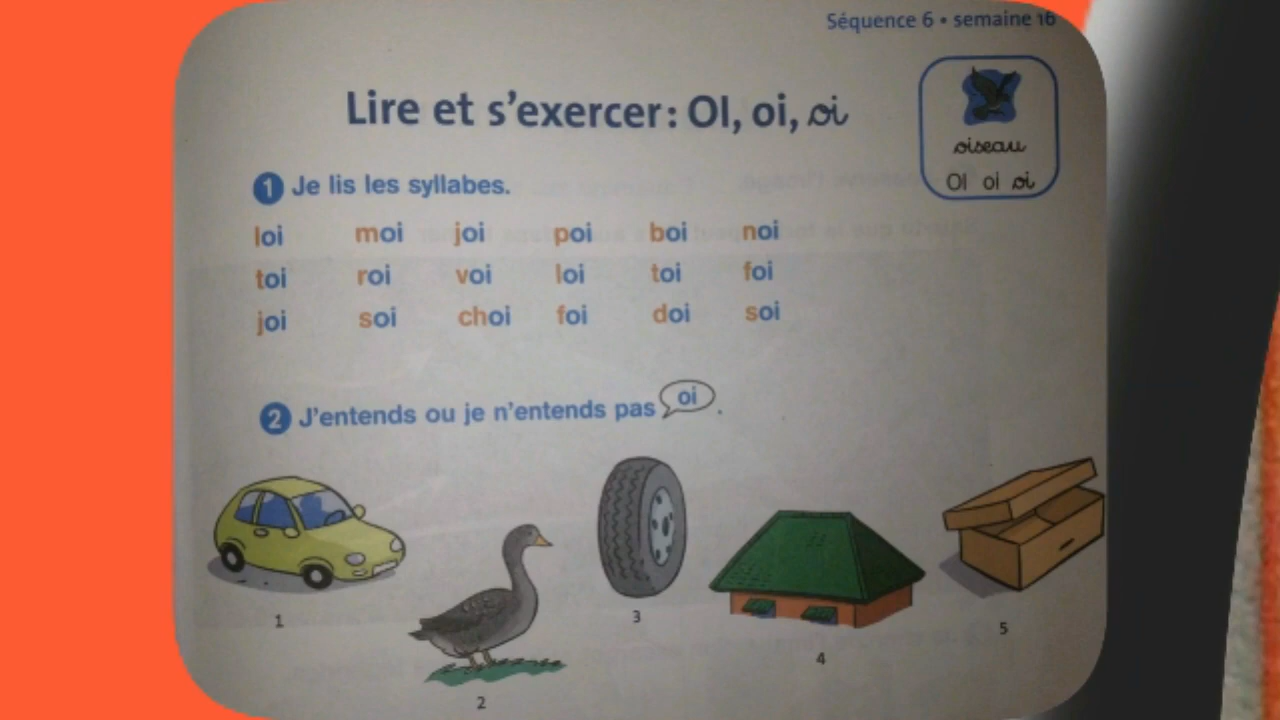 Séquence 6 • semaine 16
Lire et s'exercer : OI, oi, oi
oiseau
OI oi oi
1 Je lis les syllabes.
loi moi joi poi boi noi
toi roi voi loi toi foi
joi soi choi foi doi soi
2 J'entends ou je n'entends pas oi .
1
2
3
4
5